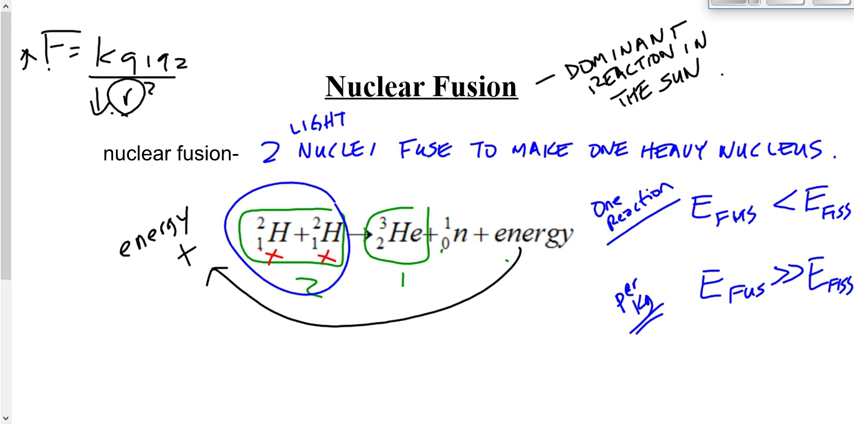 ↑F = kq₁q₂
↓r²
Nuclear Fusion
— DOMINANT
REACTION IN
THE SUN.
LIGHT
nuclear fusion- 2 NUCLEI FUSE TO MAKE ONE HEAVY NUCLEUS.
energy
+
²₁H + ²₁H → ³₂He + ¹₀n + energy
× ×
2 1
One
Reaction
E_FUS < E_FISS
per
kg
E_FUS >> E_FISS